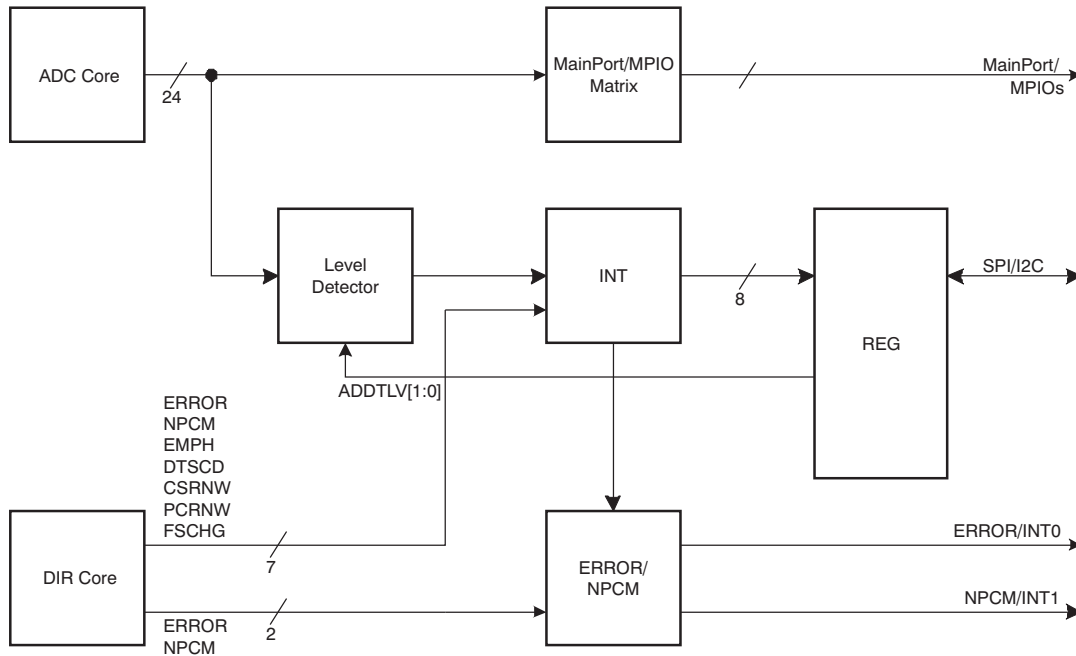 ADC Core
24
MainPort/MPIO
Matrix
MainPort/
MPIOs
Level
Detector
INT
8
REG
SPI/I2C
ADDTLV[1:0]
ERROR
NPCM
EMPH
DTSCD
CSRNW
PCRNW
FSCHG
7
DIR Core
ERROR
NPCM
2
ERROR/
NPCM
ERROR/INT0
NPCM/INT1